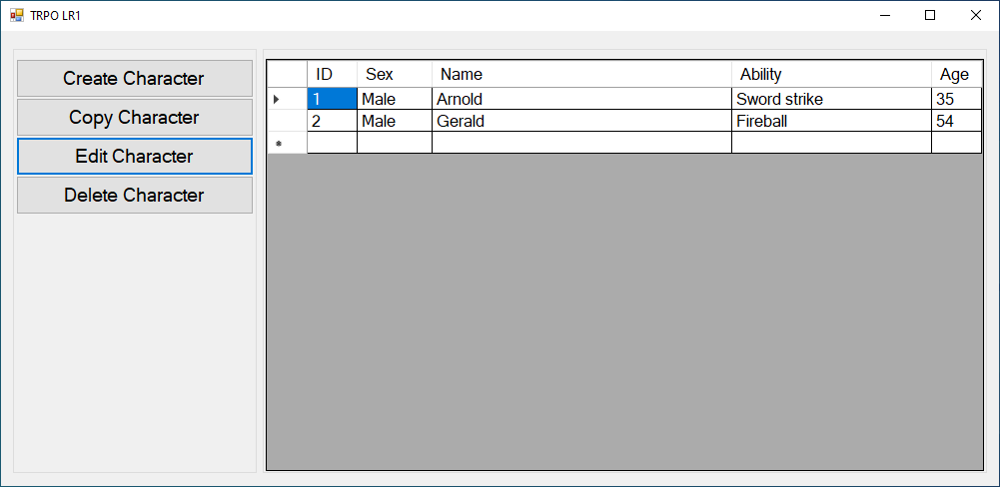 TRPO LR1
Create Character
Copy Character
Edit Character
Delete Character
ID Sex Name Ability Age
1 Male Arnold Sword strike 35
2 Male Gerald Fireball 54